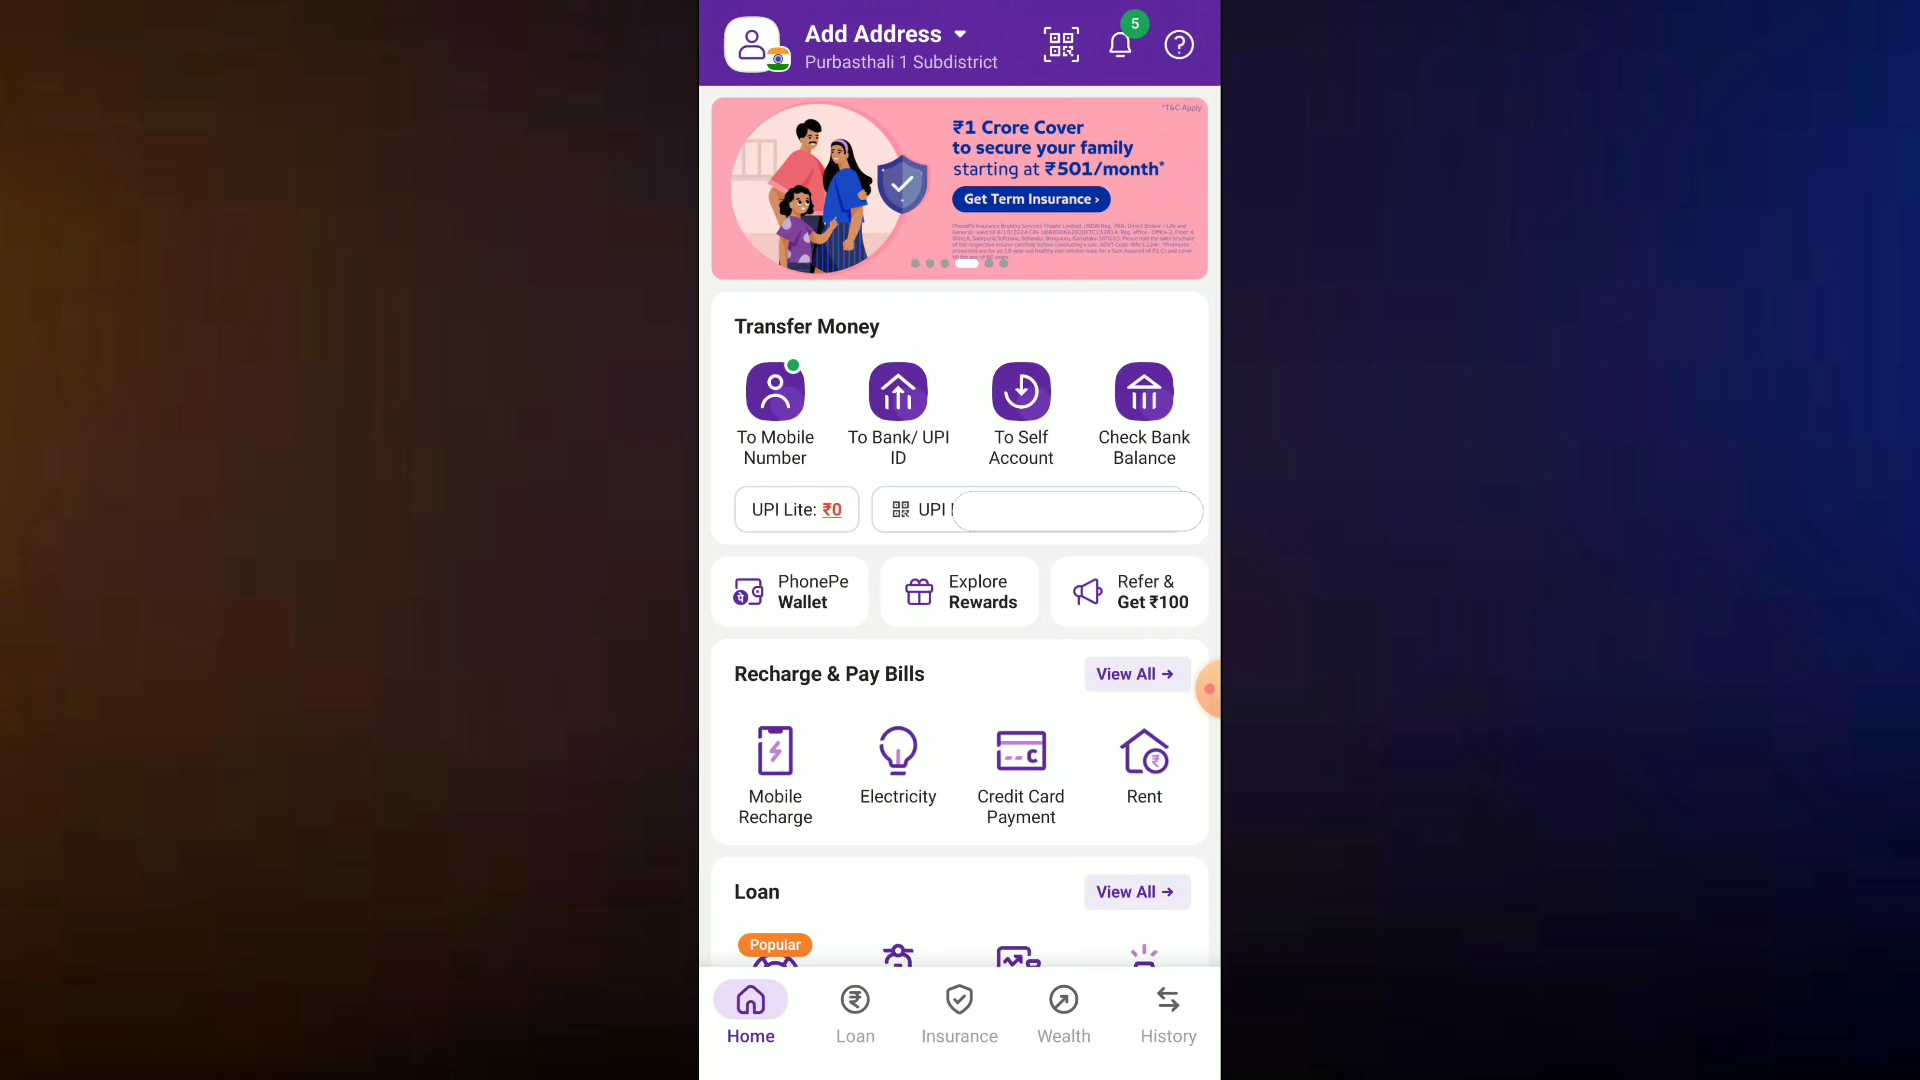 Add Address
Purbasthali 1 Subdistrict
5
*T&C Apply
₹1 Crore Cover
to secure your family
starting at ₹501/month*
Get Term Insurance ›
Transfer Money
To Mobile
Number
To Bank/ UPI
ID
To Self
Account
Check Bank
Balance
UPI Lite: ₹0
UPI
PhonePe
Wallet
Explore
Rewards
Refer &
Get ₹100
Recharge & Pay Bills
View All →
Mobile
Recharge
Electricity
Credit Card
Payment
Rent
Loan
View All →
Popular
Home
Loan
Insurance
Wealth
History